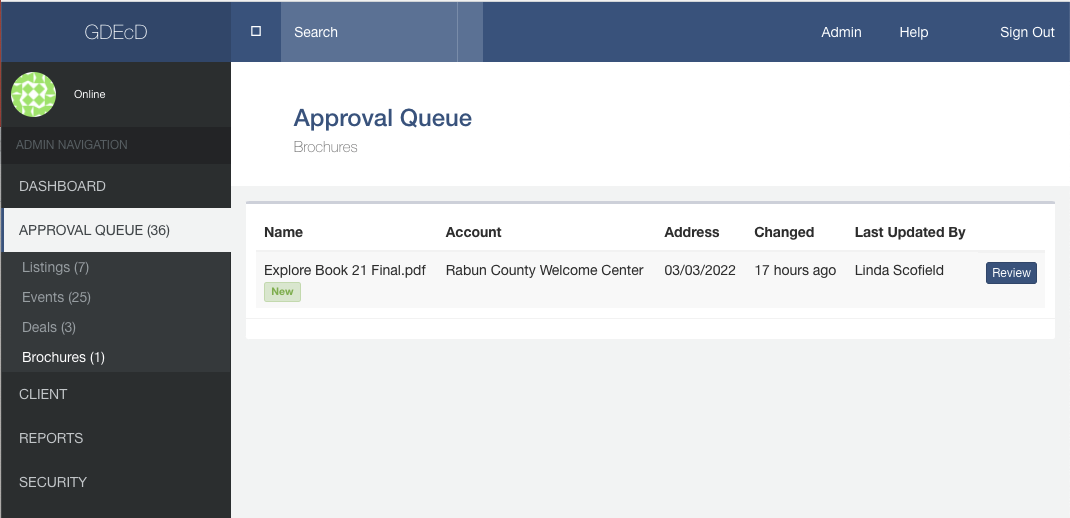 GDEcD
Search
Admin Help Sign Out
Online
ADMIN NAVIGATION
DASHBOARD
APPROVAL QUEUE (36)
Listings (7)
Events (25)
Deals (3)
Brochures (1)
CLIENT
REPORTS
SECURITY
Approval Queue
Brochures
Name Account Address Changed Last Updated By
Explore Book 21 Final.pdf Rabun County Welcome Center 03/03/2022 17 hours ago Linda Scofield Review
New